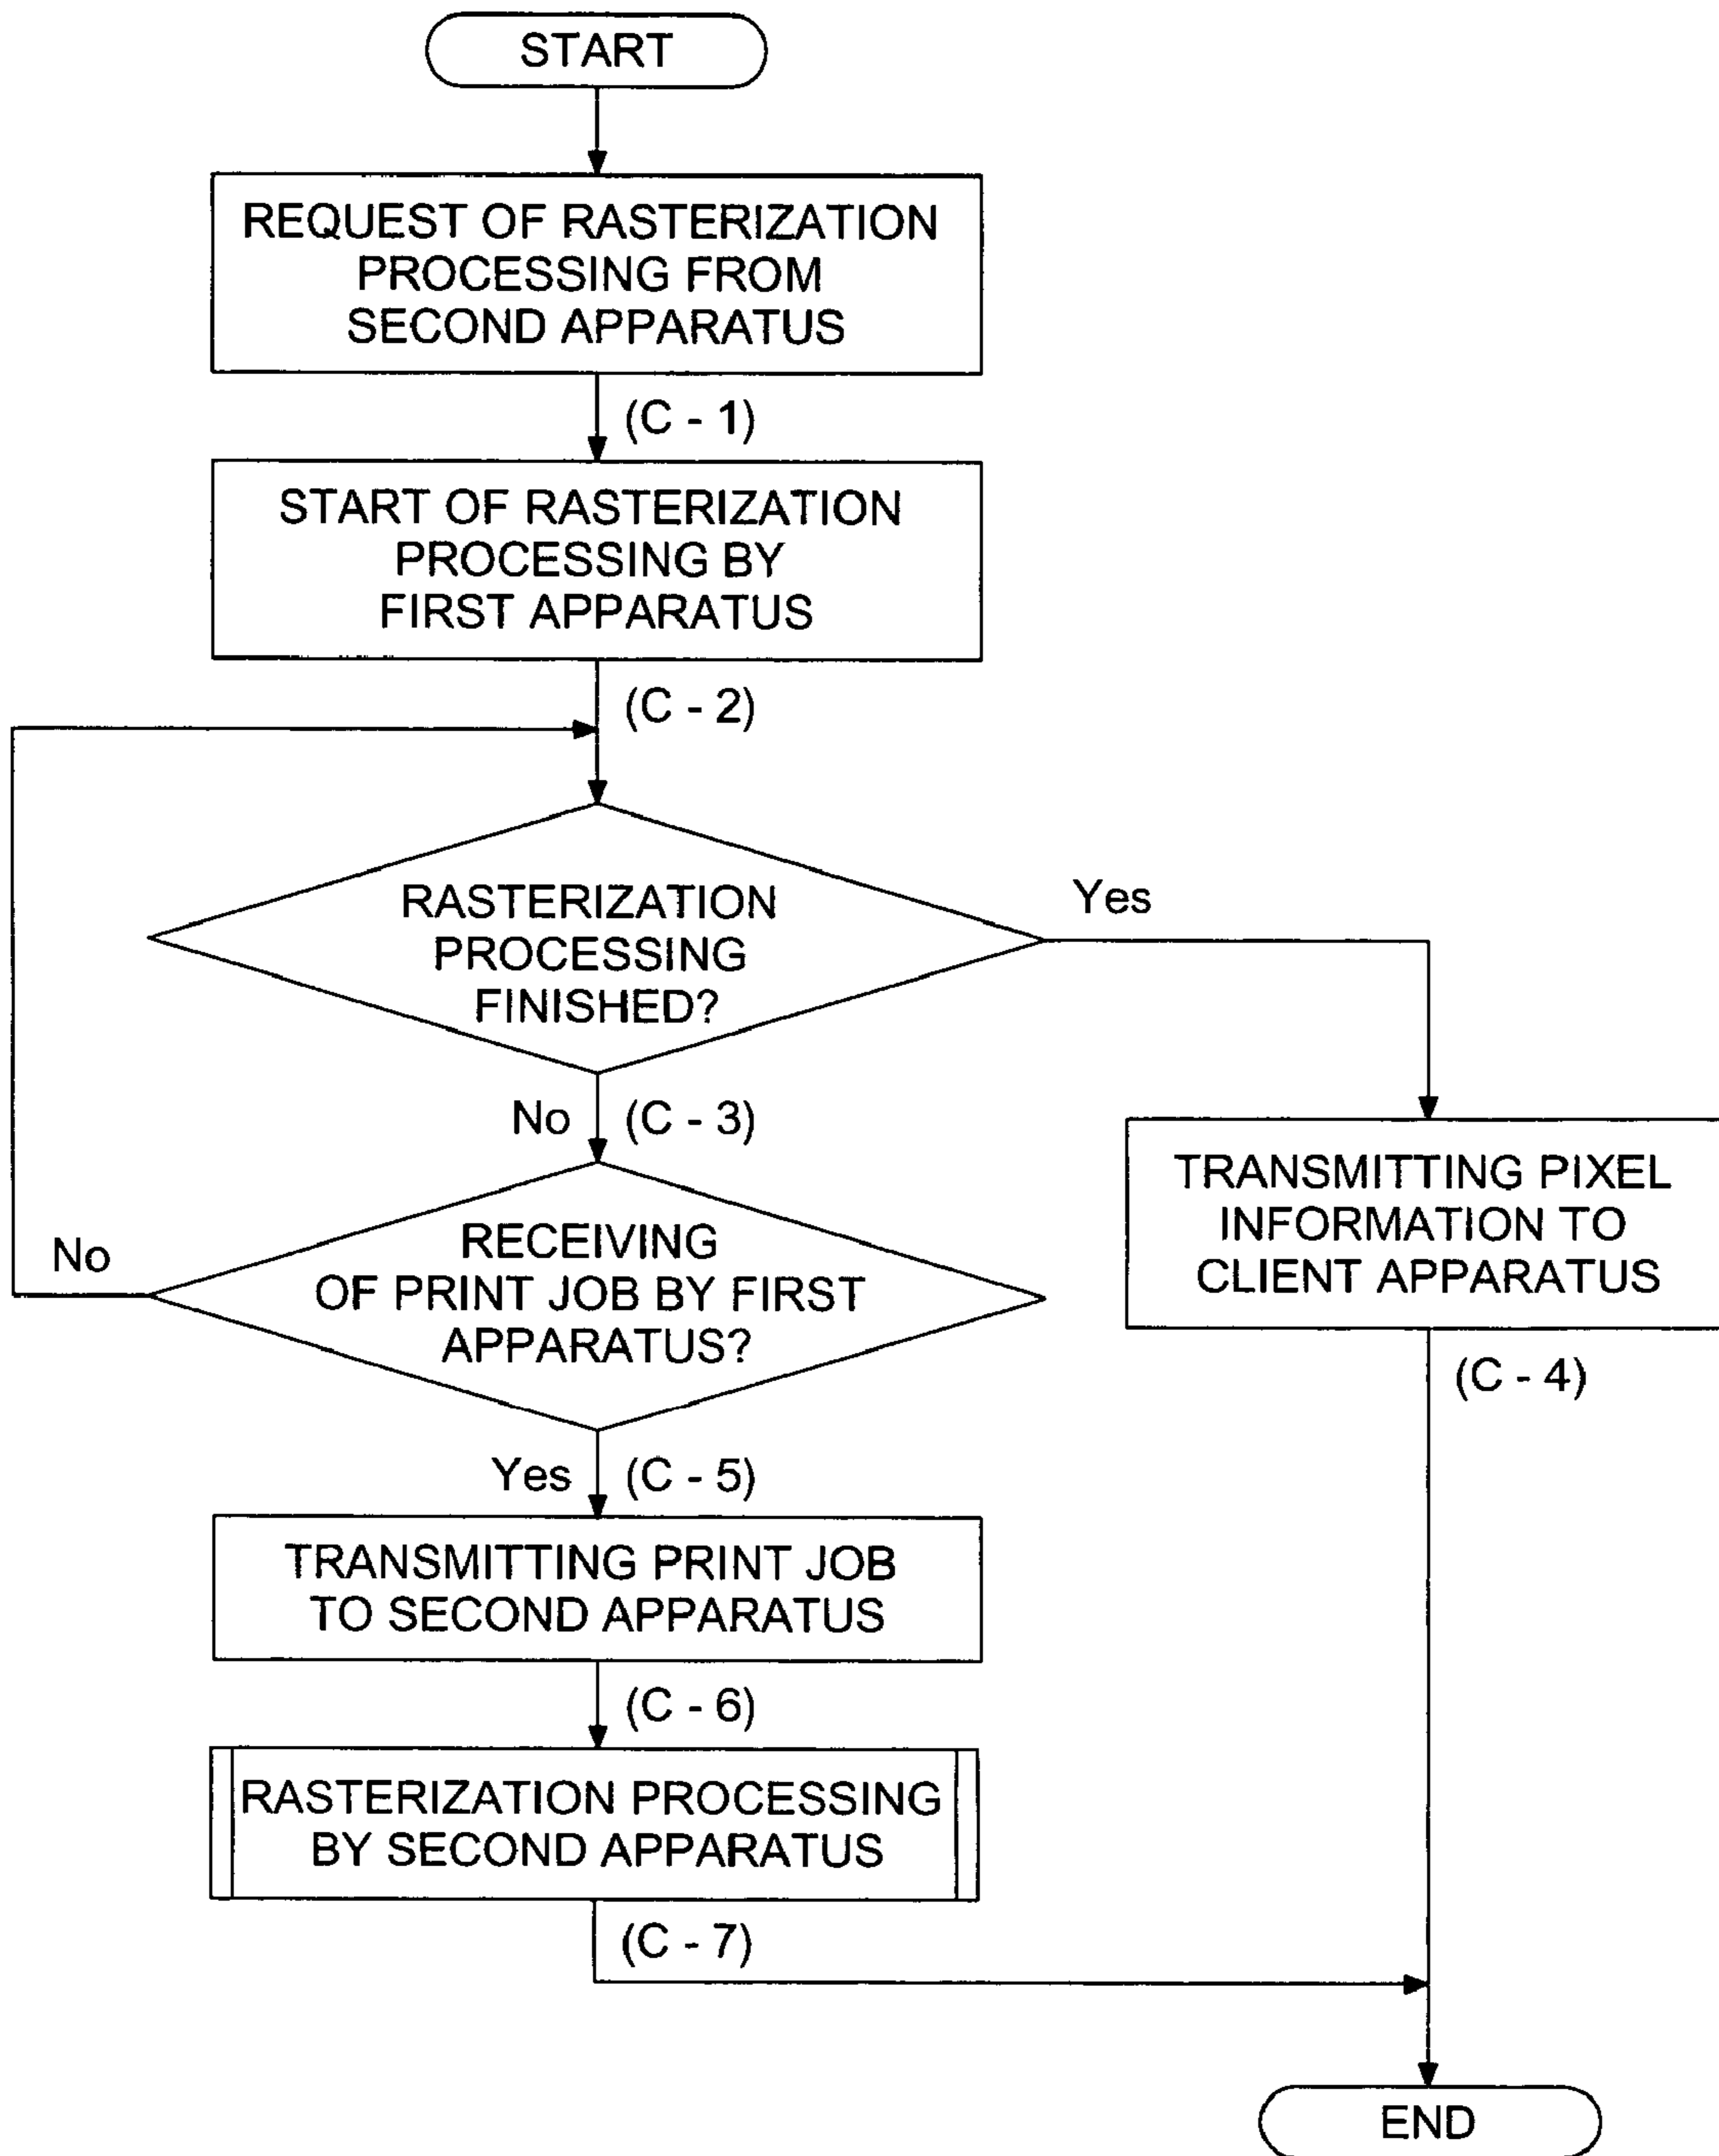 START
REQUEST OF RASTERIZATION
PROCESSING FROM
SECOND APPARATUS
(C - 1)
START OF RASTERIZATION
PROCESSING BY
FIRST APPARATUS
(C - 2)
RASTERIZATION
PROCESSING
FINISHED?
Yes
No
(C - 3)
TRANSMITTING PIXEL
INFORMATION TO
CLIENT APPARATUS
(C - 4)
RECEIVING
OF PRINT JOB BY FIRST
APPARATUS?
No
Yes
(C - 5)
TRANSMITTING PRINT JOB
TO SECOND APPARATUS
(C - 6)
RASTERIZATION PROCESSING
BY SECOND APPARATUS
(C - 7)
END